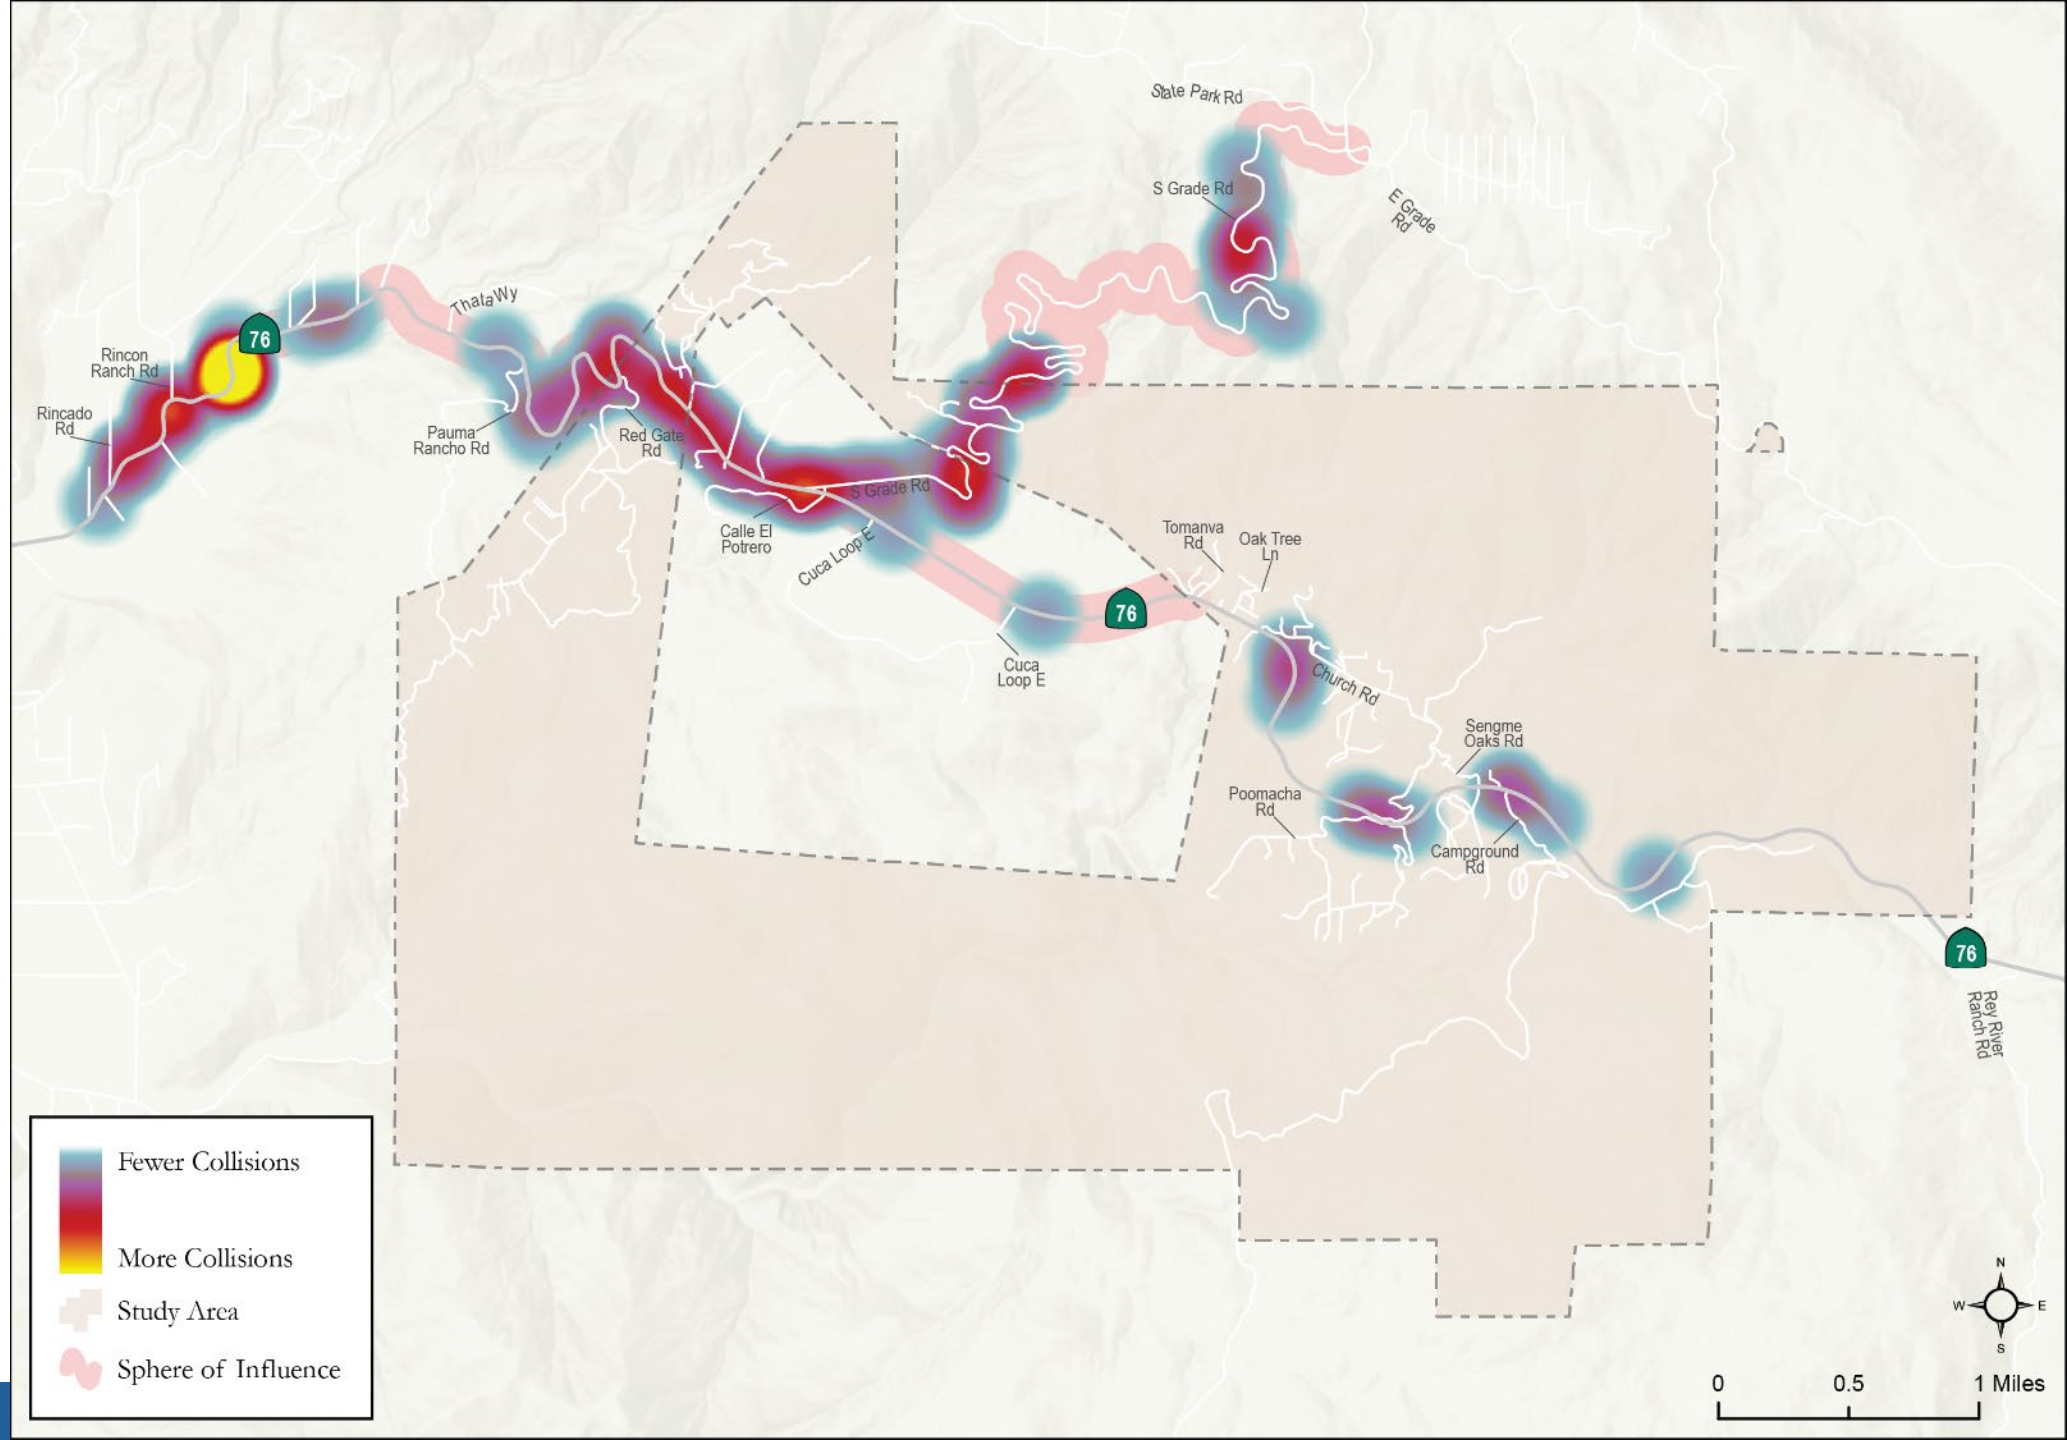 State Park Rd
S Grade Rd
E Grade
Rd
Thata Wy
76
Rincon
Ranch Rd
Rincado
Rd
Pauma
Rancho Rd
Red Gate
Rd
S Grade Rd
Calle El
Potrero
Cuca Loop E
Tomanva
Rd
Oak Tree
Ln
76
Cuca
Loop E
Church Rd
Sengme
Oaks Rd
Poomacha
Rd
Campground
Rd
76
Rey River
Ranch Rd
Fewer Collisions
More Collisions
Study Area
Sphere of Influence
N
W
E
S
0 0.5 1 Miles